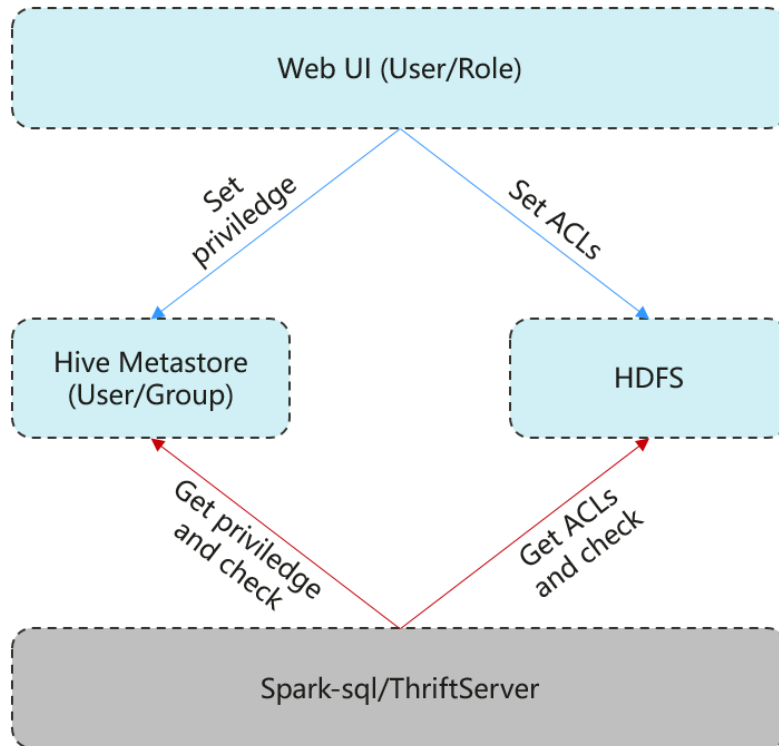 Web UI (User/Role)
Set
priviledge
Set ACLs
Hive Metastore
(User/Group)
HDFS
Get priviledge
and check
Get ACLs
and check
Spark-sql/ThriftServer